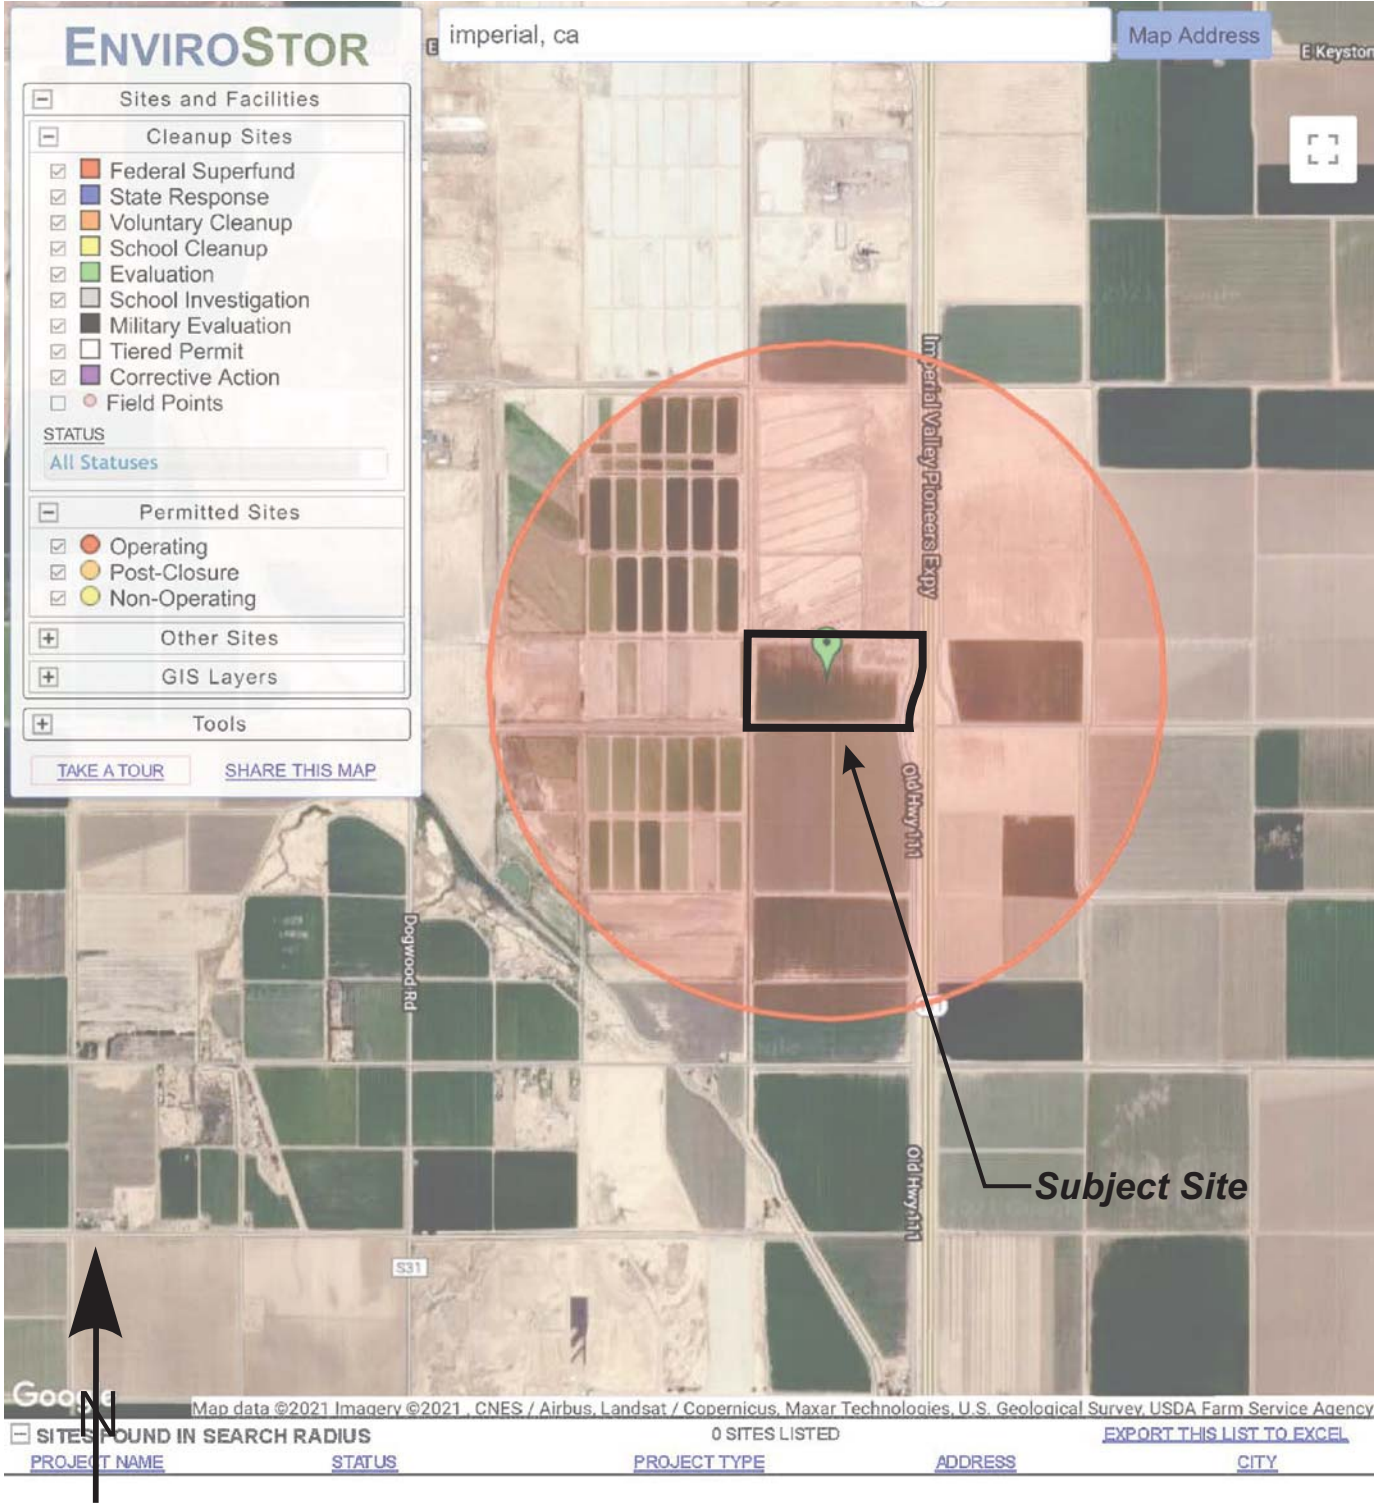 ENVIROSTOR
imperial, ca
Map Address
E
E Keyston
Sites and Facilities
Cleanup Sites
Federal Superfund
State Response
Voluntary Cleanup
School Cleanup
Evaluation
School Investigation
Military Evaluation
Tiered Permit
Corrective Action
Field Points
STATUS
All Statuses
Permitted Sites
Operating
Post-Closure
Non-Operating
Other Sites
GIS Layers
Tools
TAKE A TOUR
SHARE THIS MAP
Imperial Valley Pioneers Expy
Old Hwy 111
Dogwood Rd
Old Hwy 111
Subject Site
S31
N
Google
Map data ©2021 Imagery ©2021 , CNES / Airbus, Landsat / Copernicus, Maxar Technologies, U.S. Geological Survey, USDA Farm Service Agency
SITES FOUND IN SEARCH RADIUS
0 SITES LISTED
EXPORT THIS LIST TO EXCEL
PROJECT NAME
STATUS
PROJECT TYPE
ADDRESS
CITY